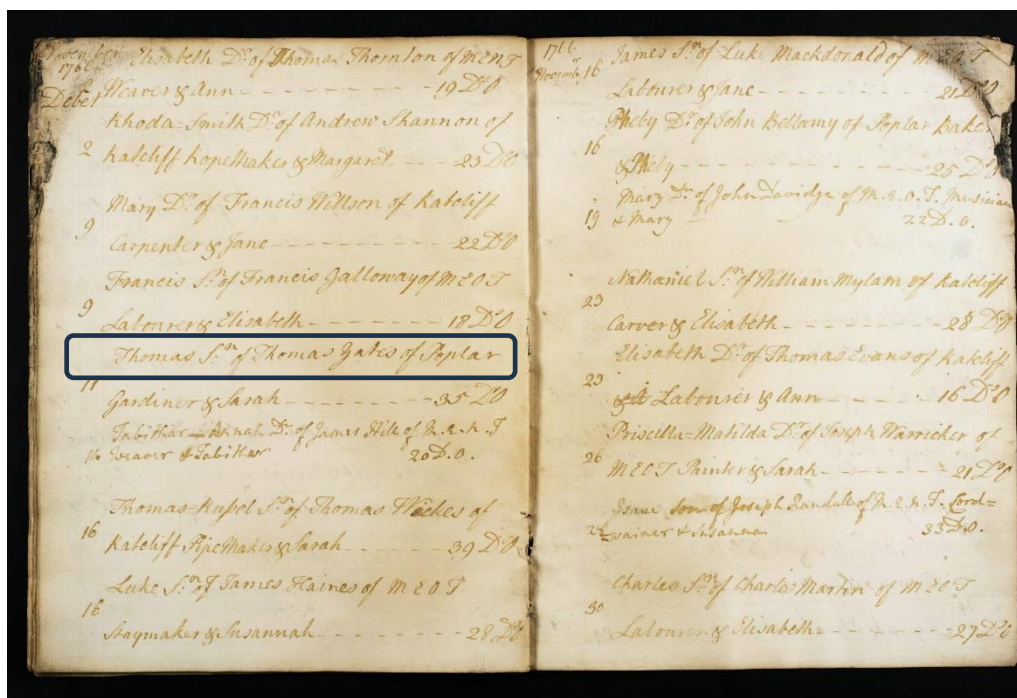 1766 Elisabeth Dr. of Thomas Thornton of M E N T
Weaver & Ann - - - - - 19 D.O
Rhoda-Smith Dr. of Andrew Shannon of
2 Ratcliff Ropemaker & Margaret - - - 23 D.O
Mary Dr. of Francis Willson of Ratcliff
9
Carpenter & Jane - - - - - 22 D.O
Francis Sn. of Francis Galloway of M E O T
9
Labourer & Elisabeth - - - - - 18 D.O
Thomas Sn. of Thomas Yates of Poplar
11
Gardiner & Sarah - - - - - 35 D.O
Tabithar-Annah Dr. of James Hile of M. E. N. T
16 Weaver & Tabithar 20 D. O.
Thomas- Sn. of Thomas Weekes of
16
Ratcliff Pipemaker & Sarah - - - 39 D.O
Luke Sn. of James Haines of M E O T
16
Staymaker & Susannah - - - - - 28 D.O
1766 James Sn. of Luke Mackdonald of M E O T
16
Labourer & Jane - - - - - 21 D.O
Pheby Dr. of John Bellamy of Poplar Baker
16
& Pheby - - - - - 25 D.O
Mary Dr. of John Davidge of M. E. O. T. Musician
19 & Mary - 22 D. O.
Nathaniel Sn. of William Mylam of Ratcliff
23
Carver & Elisabeth - - - - - 28 D.O
Elisabeth Dr. of Thomas Evans of Ratcliff
23
Labourer & Ann - - - - - 16 D.O
Priscilla-Matilda Dr. of Joseph Warricker of
26
M E O T Painter & Sarah - - - - - 21 D.O
Isaac Son of Joseph Randall of M. E. N. T. Cord=
26 wainer & Susanna 33 D. O.
Charles Sn. of Charles Martin of M E O T
30
Labourer & Elisabeth - - - - - 27 D.O